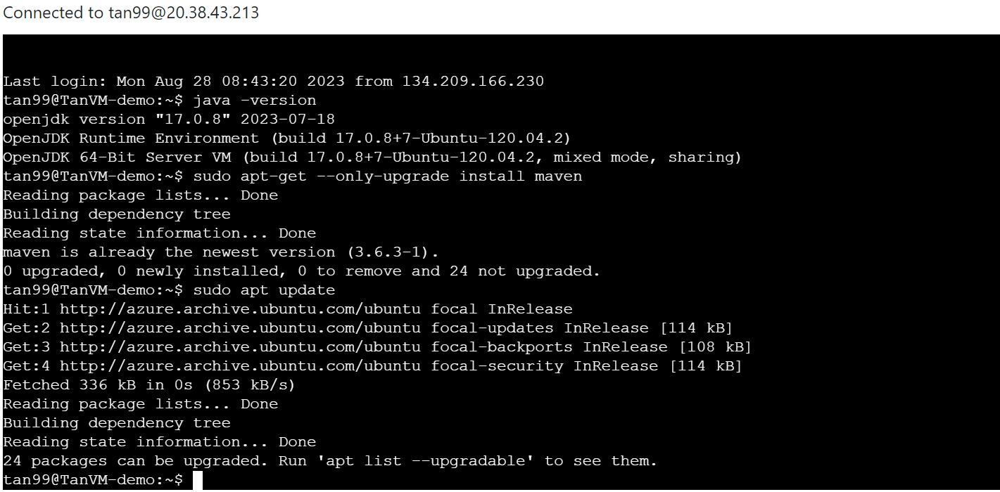 Connected to tan99@20.38.43.213
Last login: Mon Aug 28 08:43:20 2023 from 134.209.166.230
tan99@TanVM-demo:~$ java -version
openjdk version "17.0.8" 2023-07-18
OpenJDK Runtime Environment (build 17.0.8+7-Ubuntu-120.04.2)
OpenJDK 64-Bit Server VM (build 17.0.8+7-Ubuntu-120.04.2, mixed mode, sharing)
tan99@TanVM-demo:~$ sudo apt-get --only-upgrade install maven
Reading package lists... Done
Building dependency tree
Reading state information... Done
maven is already the newest version (3.6.3-1).
0 upgraded, 0 newly installed, 0 to remove and 24 not upgraded.
tan99@TanVM-demo:~$ sudo apt update
Hit:1 http://azure.archive.ubuntu.com/ubuntu focal InRelease
Get:2 http://azure.archive.ubuntu.com/ubuntu focal-updates InRelease [114 kB]
Get:3 http://azure.archive.ubuntu.com/ubuntu focal-backports InRelease [108 kB]
Get:4 http://azure.archive.ubuntu.com/ubuntu focal-security InRelease [114 kB]
Fetched 336 kB in 0s (853 kB/s)
Reading package lists... Done
Building dependency tree
Reading state information... Done
24 packages can be upgraded. Run 'apt list --upgradable' to see them.
tan99@TanVM-demo:~$